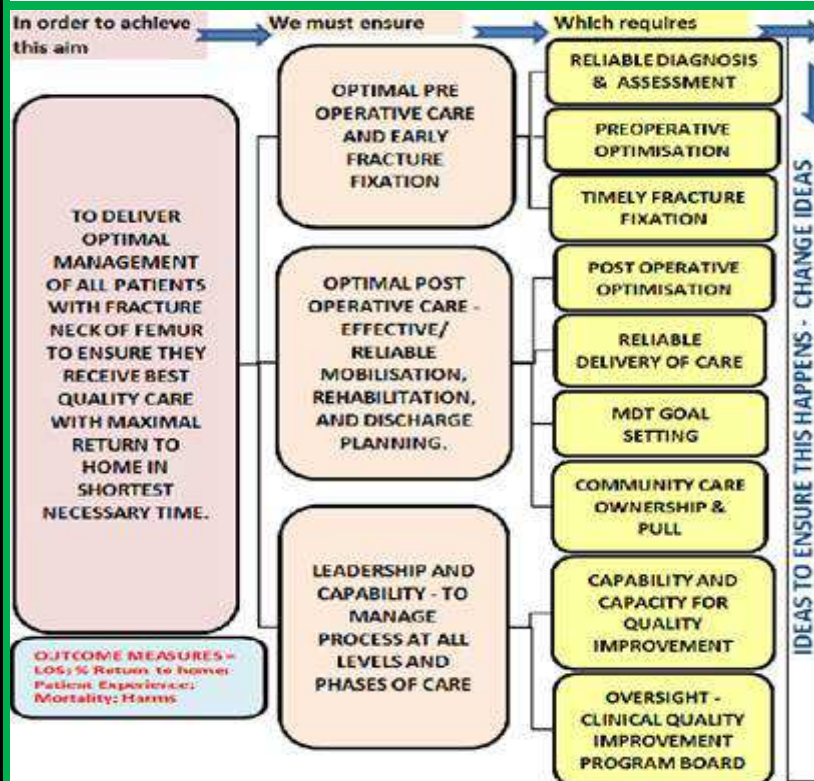 In order to achieve
this aim
We must ensure
Which requires
TO DELIVER
OPTIMAL
MANAGEMENT
OF ALL PATIENTS
WITH FRACTURE
NECK OF FEMUR
TO ENSURE THEY
RECEIVE BEST
QUALITY CARE
WITH MAXIMAL
RETURN TO
HOME IN
SHORTEST
NECESSARY TIME.
OUTCOME MEASURES =
LOS; % Return to home;
Patient Experience;
Mortality; Harms
OPTIMAL PRE
OPERATIVE CARE
AND EARLY
FRACTURE
FIXATION
OPTIMAL POST
OPERATIVE CARE -
EFFECTIVE/
RELIABLE
MOBILISATION,
REHABILITATION,
AND DISCHARGE
PLANNING.
LEADERSHIP AND
CAPABILITY - TO
MANAGE
PROCESS AT ALL
LEVELS AND
PHASES OF CARE
RELIABLE DIAGNOSIS
& ASSESSMENT
PREOPERATIVE
OPTIMISATION
TIMELY FRACTURE
FIXATION
POST OPERATIVE
OPTIMISATION
RELIABLE
DELIVERY OF CARE
MDT GOAL
SETTING
COMMUNITY CARE
OWNERSHIP &
PULL
CAPABILITY AND
CAPACITY FOR
QUALITY
IMPROVEMENT
OVERSIGHT -
CLINICAL QUALITY
IMPROVEMENT
PROGRAM BOARD
IDEAS TO ENSURE THIS HAPPENS - CHANGE IDEAS